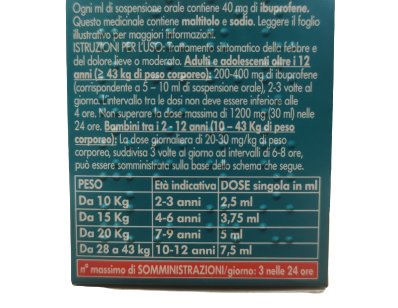 Ogni ml di sospensione orale contiene 40 mg di ibuprofene.
Questo medicinale contiene maltitolo e sodio. Leggere il foglio
illustrativo per maggiori informazioni.
ISTRUZIONI PER L'USO: Trattamento sintomatico della febbre e
del dolore lieve o moderato. Adulti e adolescenti oltre i 12
anni (≥ 43 kg di peso corporeo): 200-400 mg di ibuprofene
(corrispondente a 5 – 10 ml di sospensione orale), 2-3 volte al
giorno. L'intervallo tra le dosi non deve essere inferiore alle
4 ore. Non superare la dose massima di 1200 mg (30 ml) nelle
24 ore. Bambini tra i 2 - 12 anni (10 – 43 Kg di peso
corporeo): La dose giornaliera di 20-30 mg/kg di peso
corporeo, suddivisa 3 volte al giorno ad intervalli di 6-8 ore, può
essere somministrata sulla base dello schema che segue.
PESO Età indicativa DOSE singola in ml
Da 10 Kg 2-3 anni 2,5 ml
Da 15 Kg 4-6 anni 3,75 ml
Da 20 Kg 7-9 anni 5 ml
Da 28 a 43 kg 10-12 anni 7,5 ml
n° massimo di SOMMINISTRAZIONI/giorno: 3 nelle 24 ore